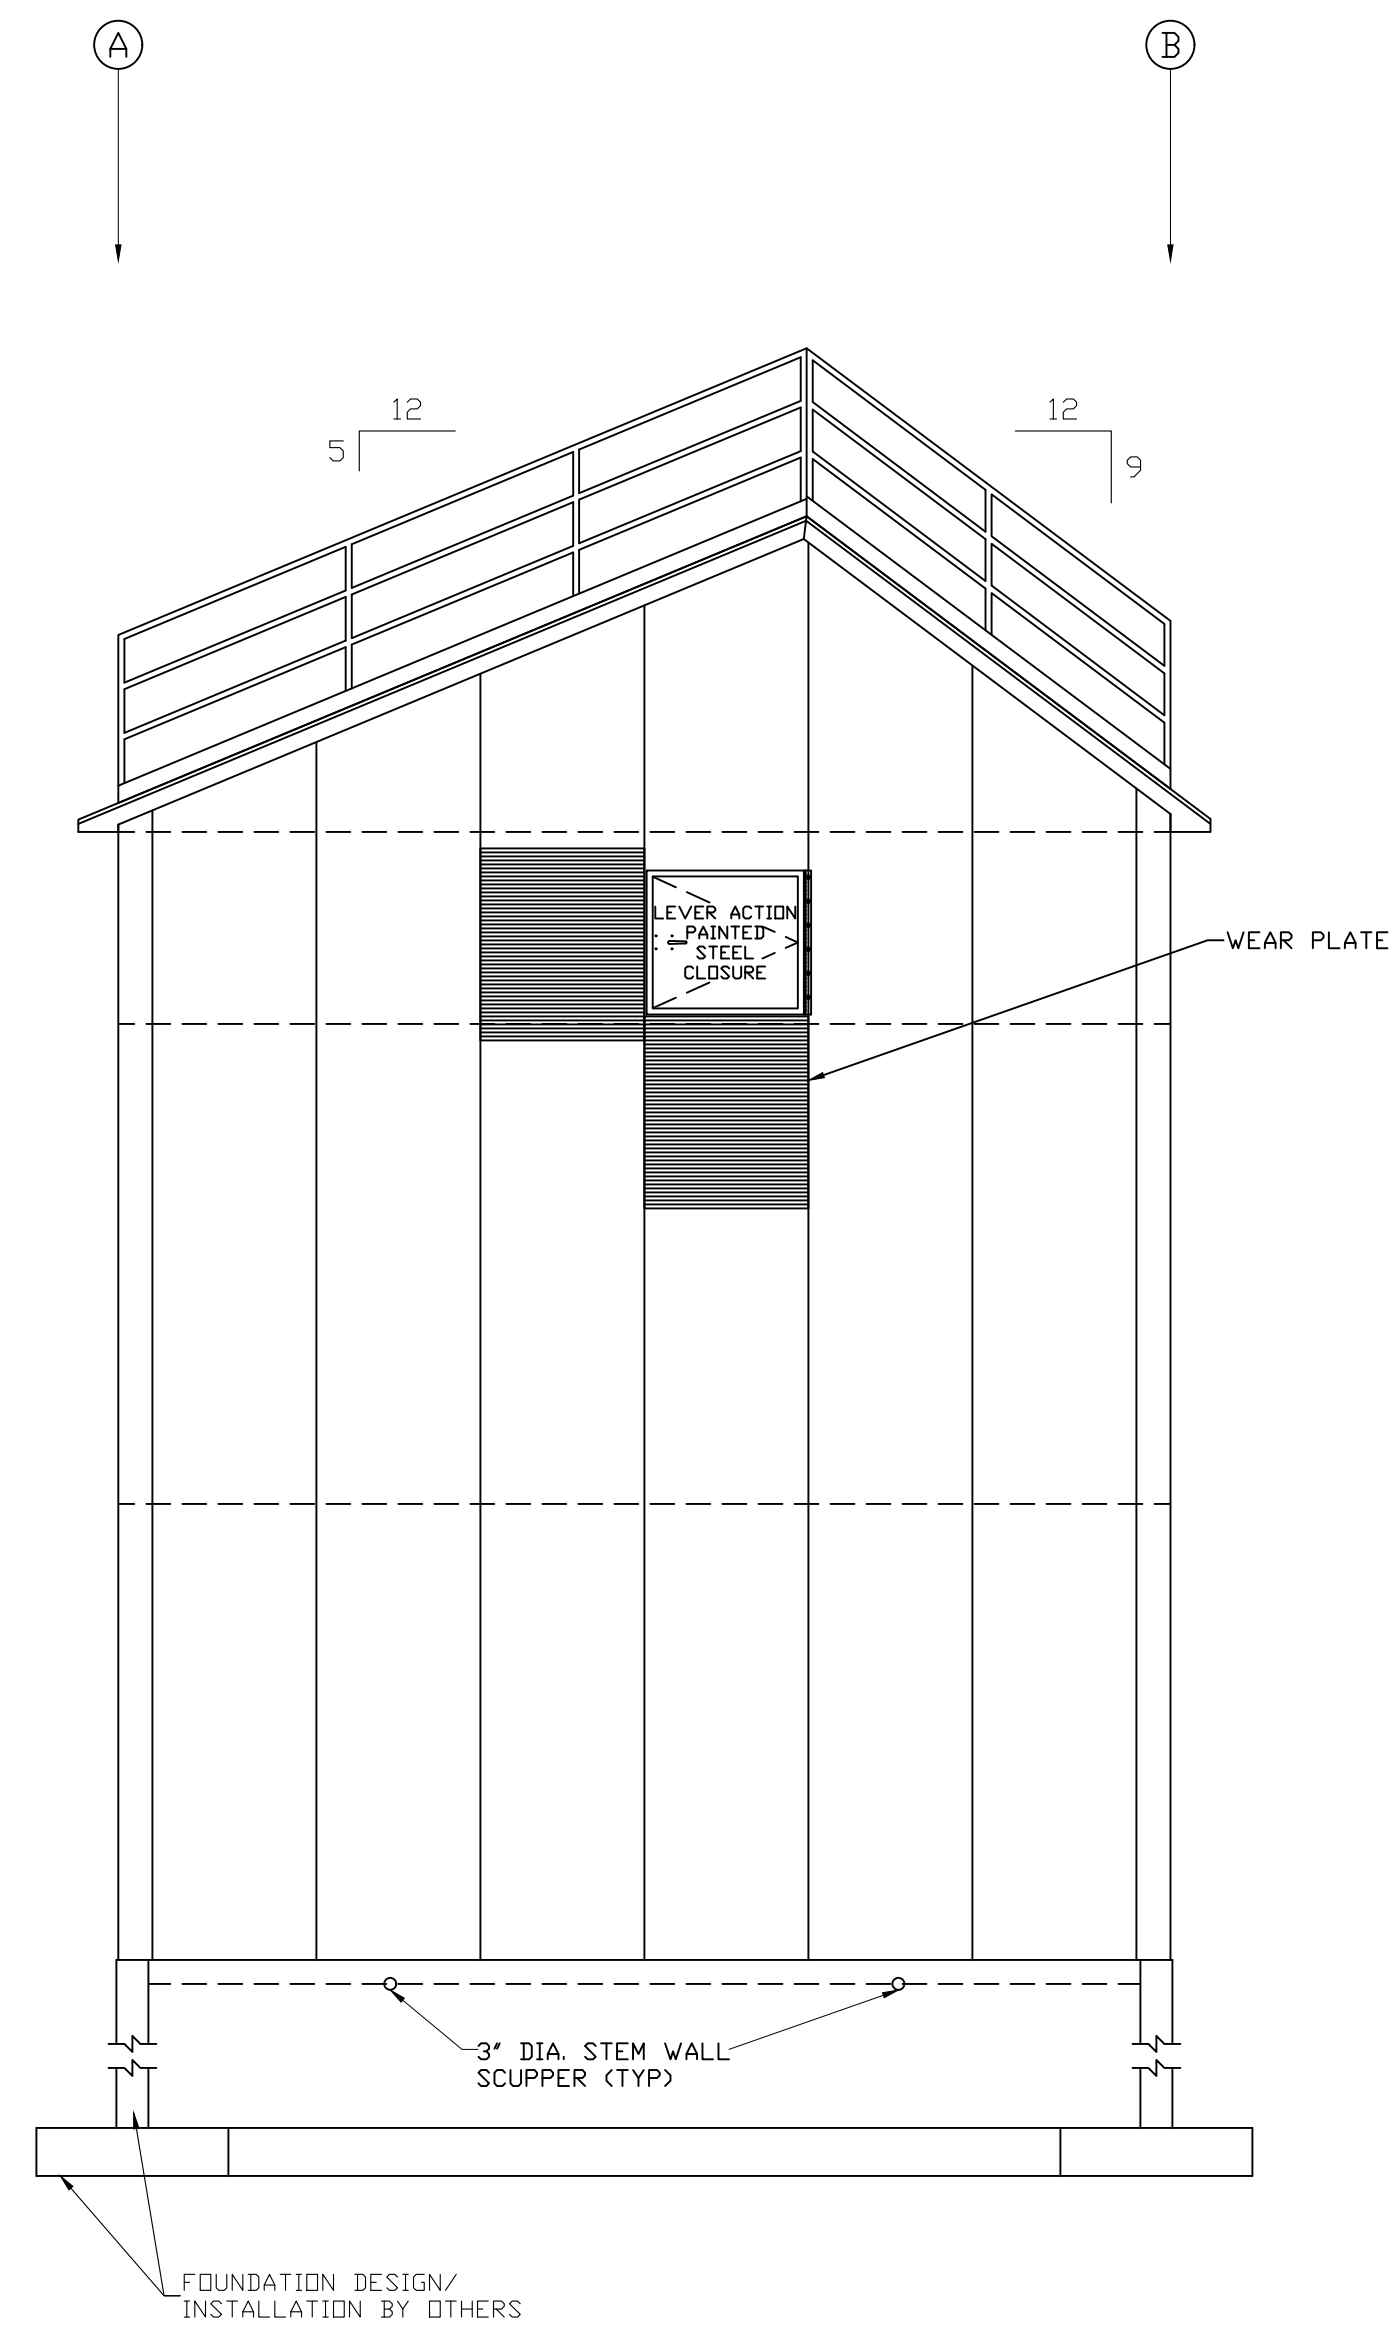 A
B
12
5
12
9
LEVER ACTION
PAINTED
STEEL
CLOSURE
WEAR PLATE
3" DIA. STEM WALL
SCUPPER (TYP)
FOUNDATION DESIGN/
INSTALLATION BY OTHERS